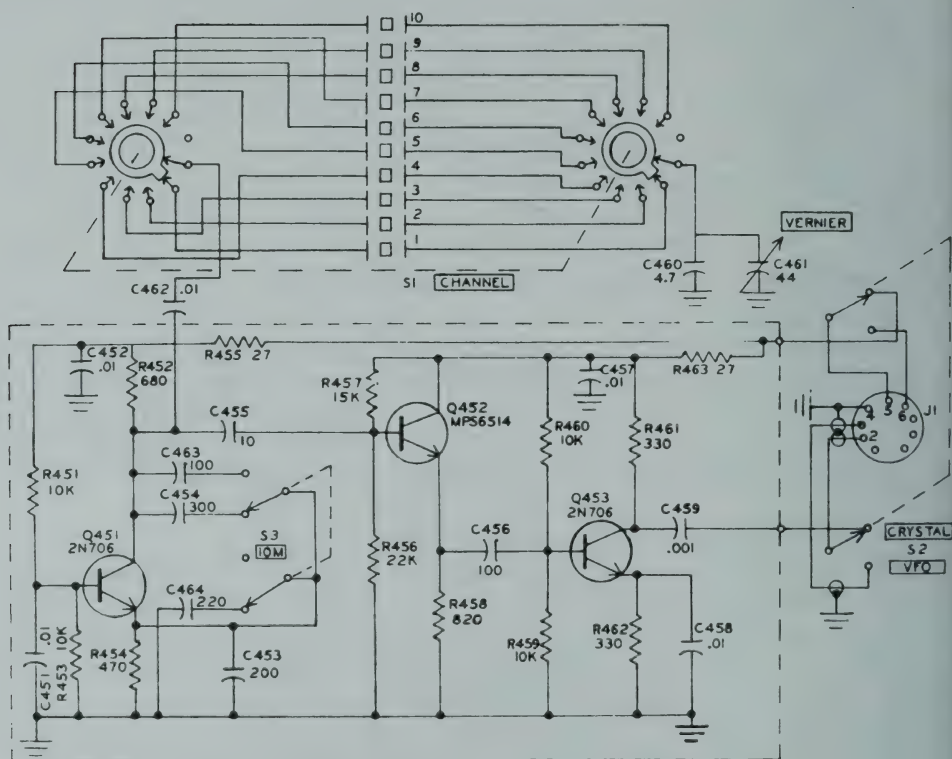 10
9
8
7
6
5
4
3
2
1
S1 CHANNEL
VERNIER
C460
4.7
C461
44
C462 .01
C452
.01
R452
680
R455 27
C455
10
R457
15K
Q452
MPS6514
C457
.01
R463 27
R460
10K
R461
330
J1
4
5
6
2
R451
10K
C463
100
C454
300
Q451
2N706
S3
10M
C464
220
R456
22K
C456
100
Q453
2N706
C459
.001
CRYSTAL
S2
VFO
C451
.01
R453
10K
R454
470
C453
200
R458
820
R459
10K
R462
330
C458
.01